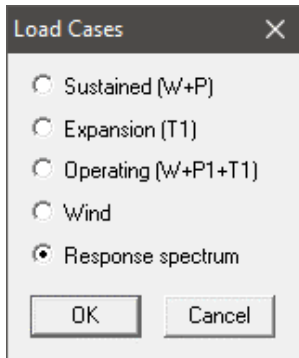 Load Cases
Sustained (W+P)
Expansion (T1)
Operating (W+P1+T1)
Wind
Response spectrum
OK Cancel